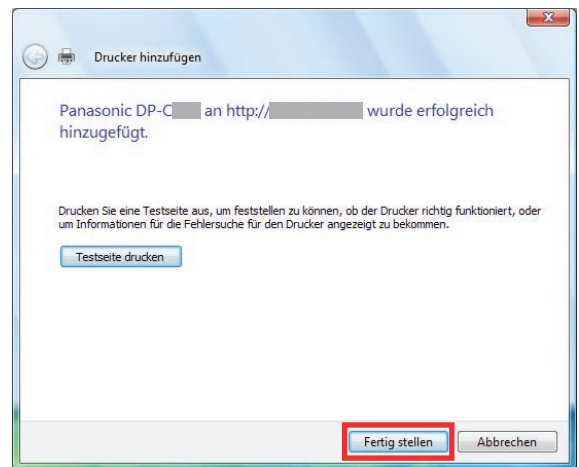 Drucker hinzufügen
Panasonic DP-C an http:// wurde erfolgreich
hinzugefügt.
Drucken Sie eine Testseite aus, um feststellen zu können, ob der Drucker richtig funktioniert, oder
um Informationen für die Fehlersuche für den Drucker angezeigt zu bekommen.
Testseite drucken
Fertig stellen Abbrechen